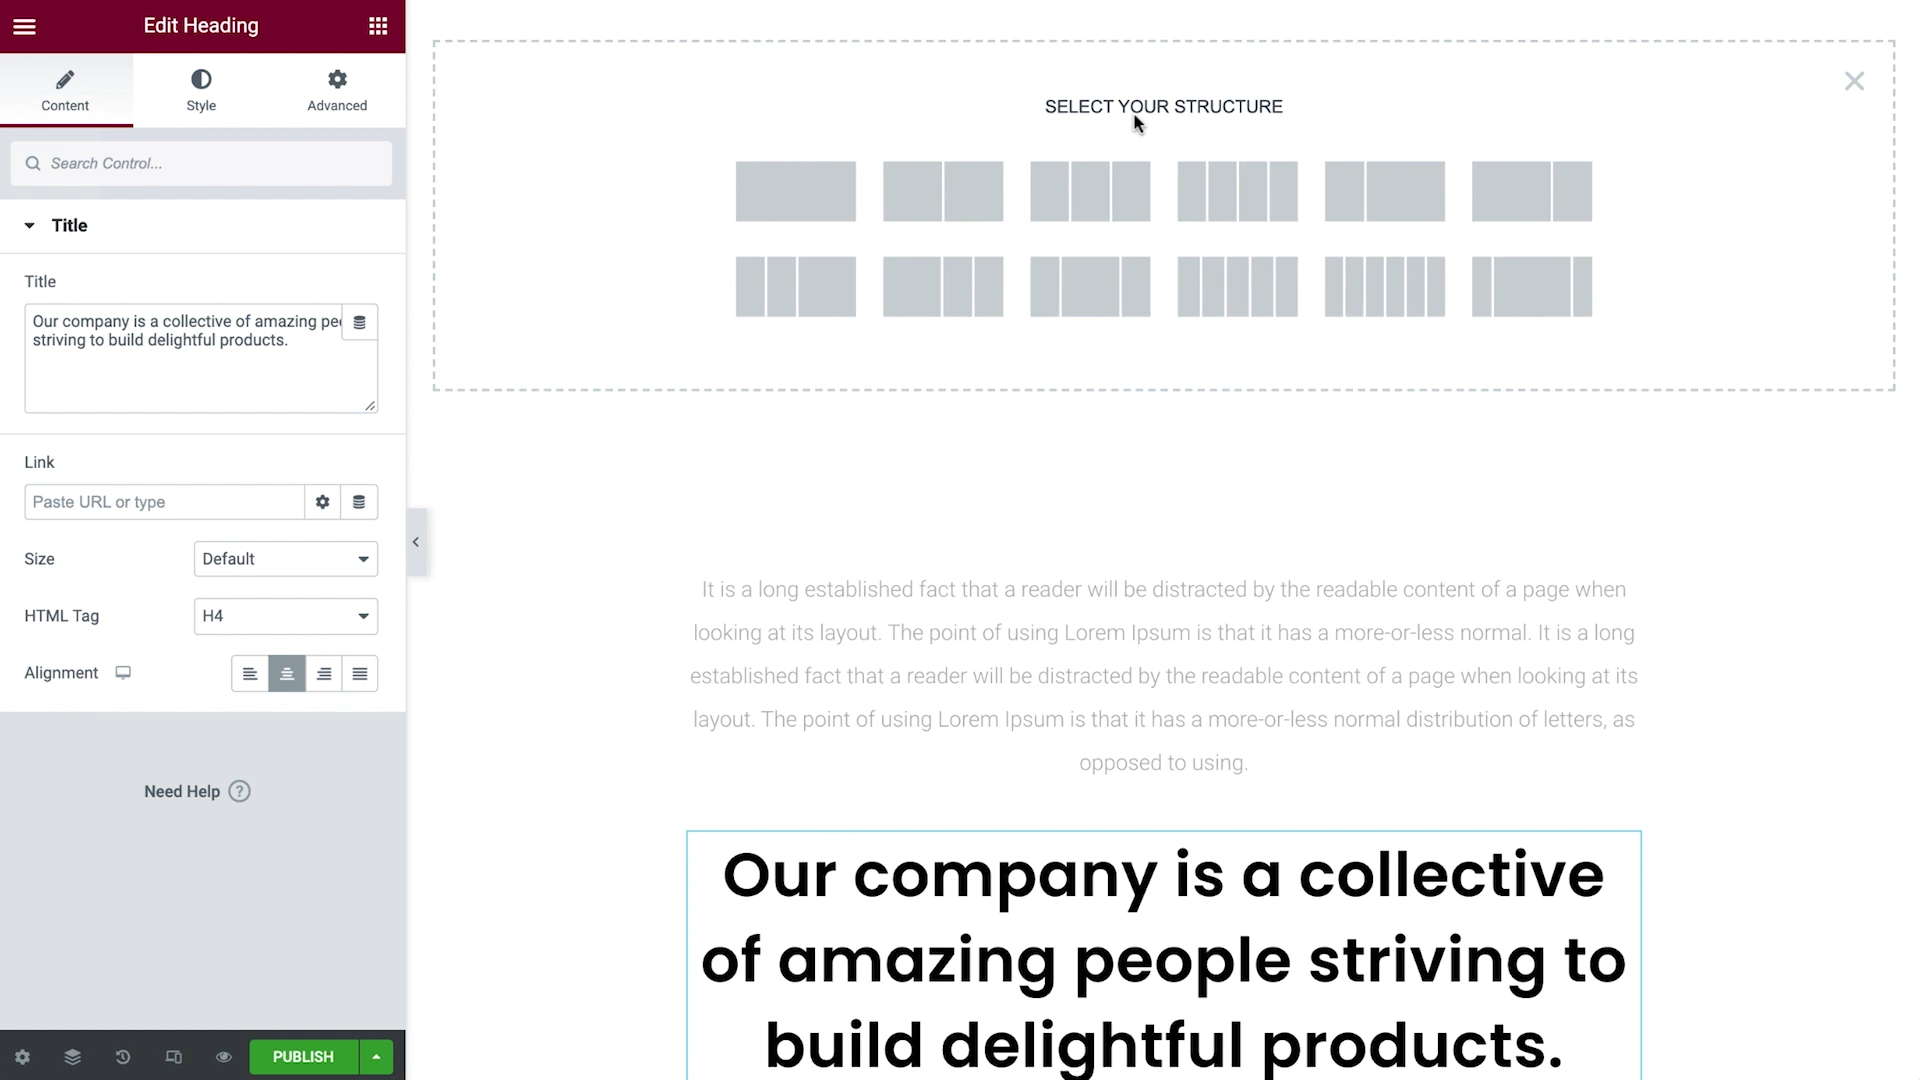 Edit Heading
Content
Style
Advanced
Search Control...
Title
Title
Our company is a collective of amazing pe
striving to build delightful products.
Link
Paste URL or type
Size
Default
HTML Tag
H4
Alignment
Need Help ?
PUBLISH
SELECT YOUR STRUCTURE
It is a long established fact that a reader will be distracted by the readable content of a page when
looking at its layout. The point of using Lorem Ipsum is that it has a more-or-less normal. It is a long
established fact that a reader will be distracted by the readable content of a page when looking at its
layout. The point of using Lorem Ipsum is that it has a more-or-less normal distribution of letters, as
opposed to using.
Our company is a collective
of amazing people striving to
build delightful products.